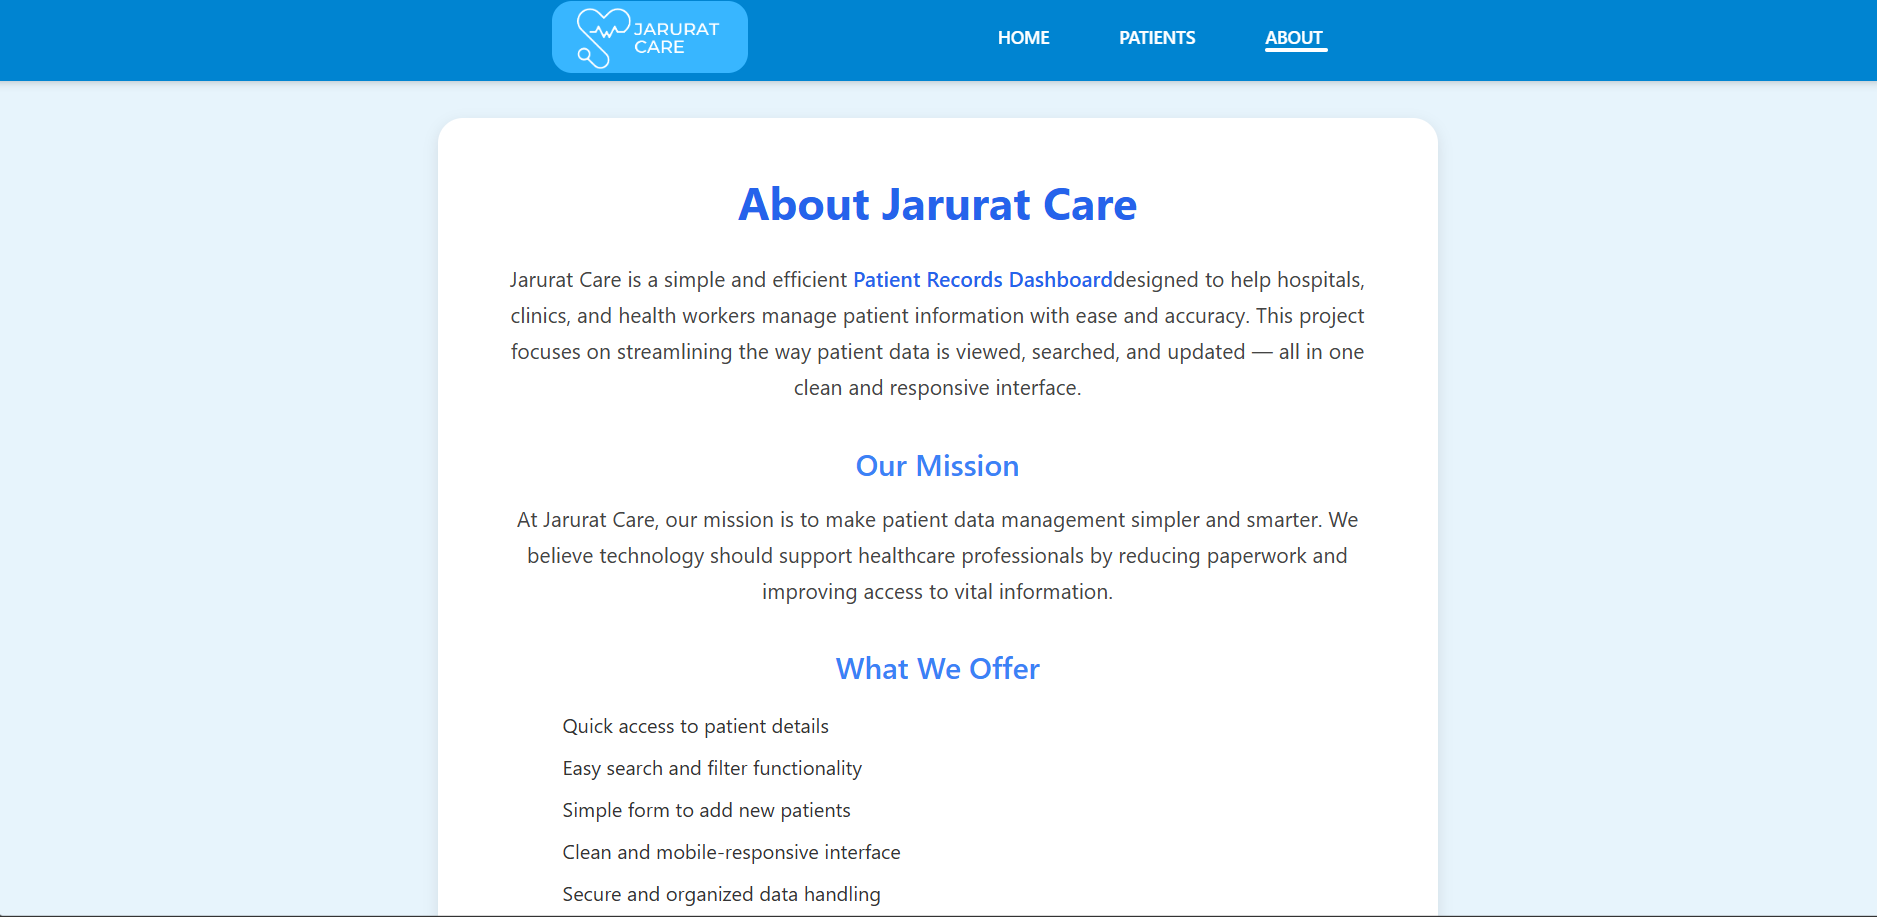 JARURAT
CARE
HOME PATIENTS ABOUT
About Jarurat Care
Jarurat Care is a simple and efficient Patient Records Dashboarddesigned to help hospitals,
clinics, and health workers manage patient information with ease and accuracy. This project
focuses on streamlining the way patient data is viewed, searched, and updated — all in one
clean and responsive interface.
Our Mission
At Jarurat Care, our mission is to make patient data management simpler and smarter. We
believe technology should support healthcare professionals by reducing paperwork and
improving access to vital information.
What We Offer
Quick access to patient details
Easy search and filter functionality
Simple form to add new patients
Clean and mobile-responsive interface
Secure and organized data handling